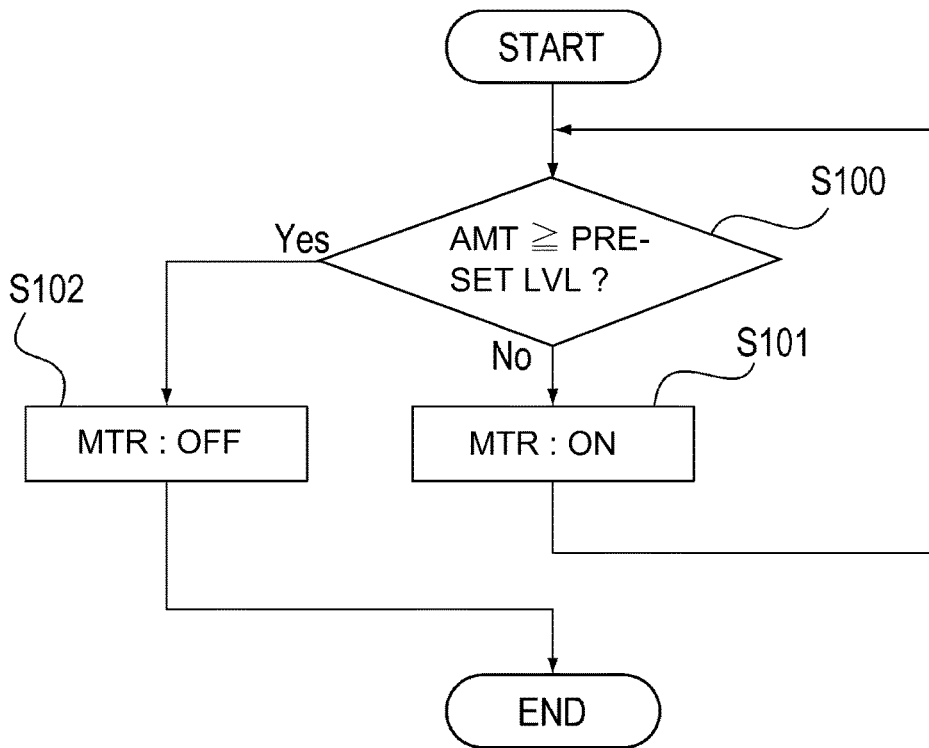 START
S100
AMT ≧ PRE-
SET LVL ?
Yes
No
S102
S101
MTR : OFF
MTR : ON
END